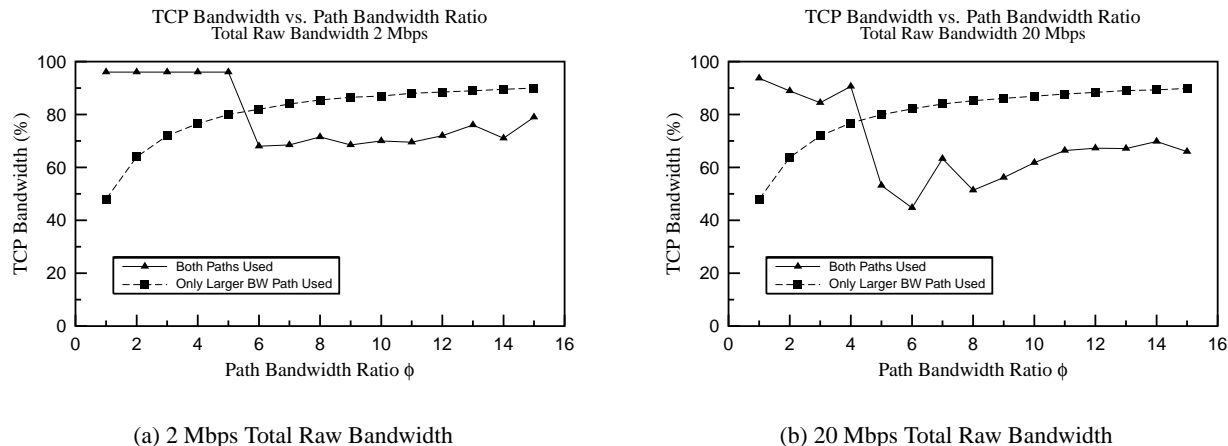 TCP Bandwidth vs. Path Bandwidth Ratio
Total Raw Bandwidth 2 Mbps
100
80
60
40
20
0
TCP Bandwidth (%)
Both Paths Used
Only Larger BW Path Used
0 2 4 6 8 10 12 14 16
Path Bandwidth Ratio ϕ
(a) 2 Mbps Total Raw Bandwidth
TCP Bandwidth vs. Path Bandwidth Ratio
Total Raw Bandwidth 20 Mbps
100
80
60
40
20
0
TCP Bandwidth (%)
Both Paths Used
Only Larger BW Path Used
0 2 4 6 8 10 12 14 16
Path Bandwidth Ratio ϕ
(b) 20 Mbps Total Raw Bandwidth